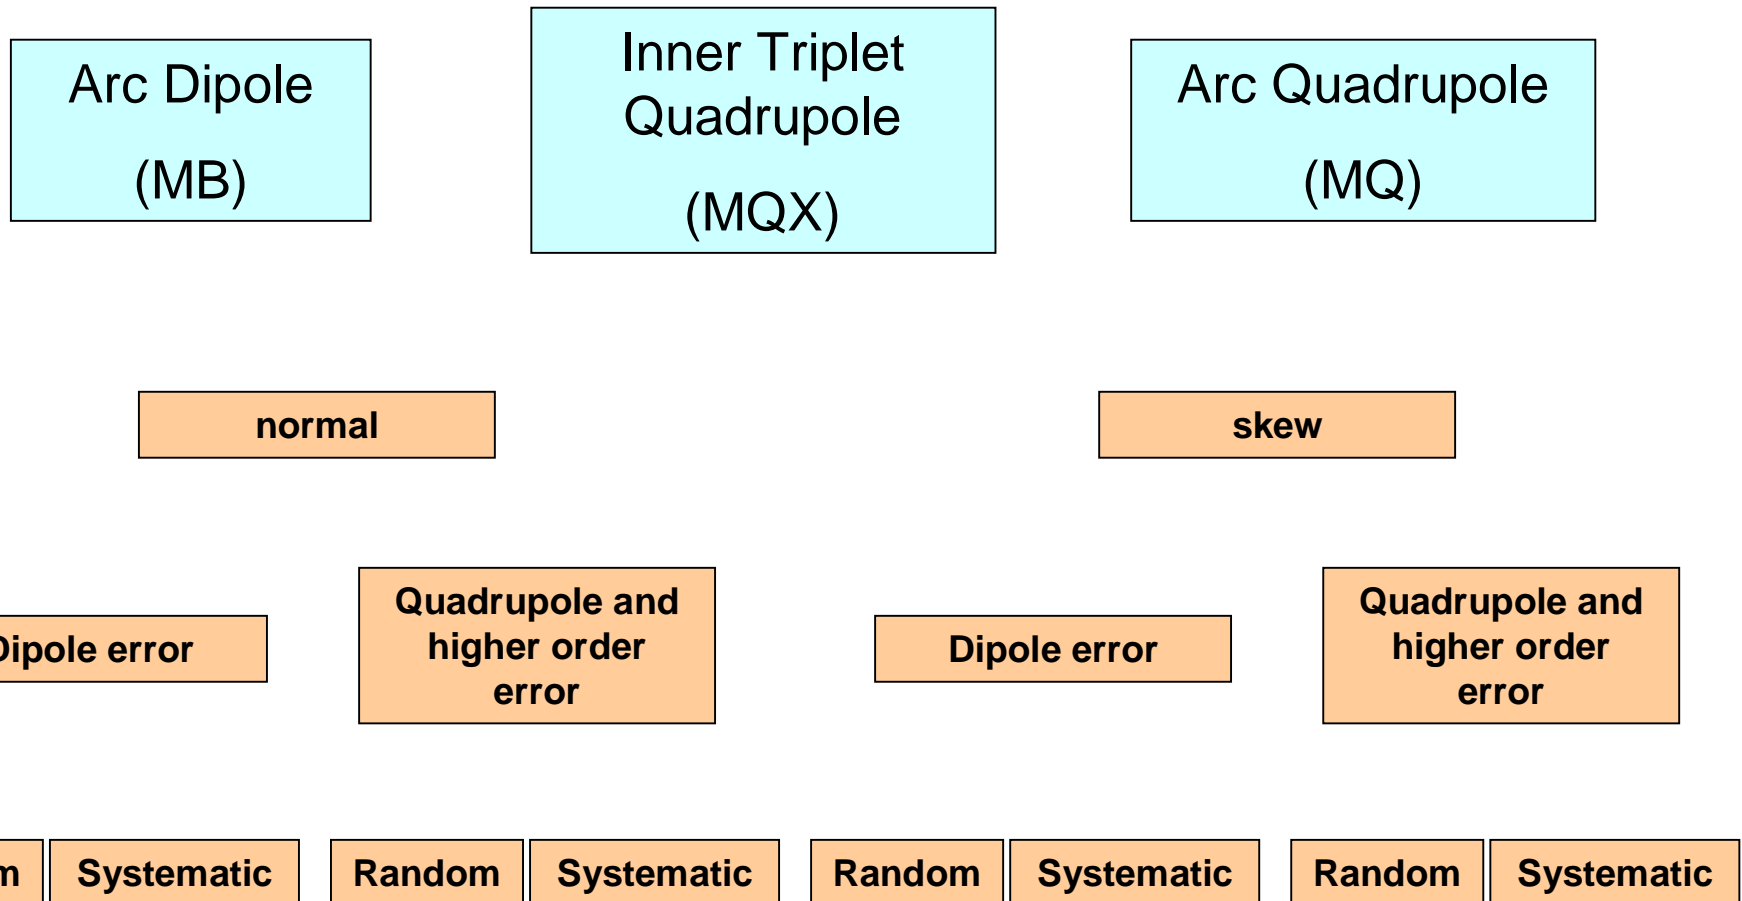 Arc Dipole
(MB)
Inner Triplet
Quadrupole
(MQX)
Arc Quadrupole
(MQ)
normal
skew
Dipole error
Quadrupole and
higher order
error
Dipole error
Quadrupole and
higher order
error
m
Systematic
Random
Systematic
Random
Systematic
Random
Systematic